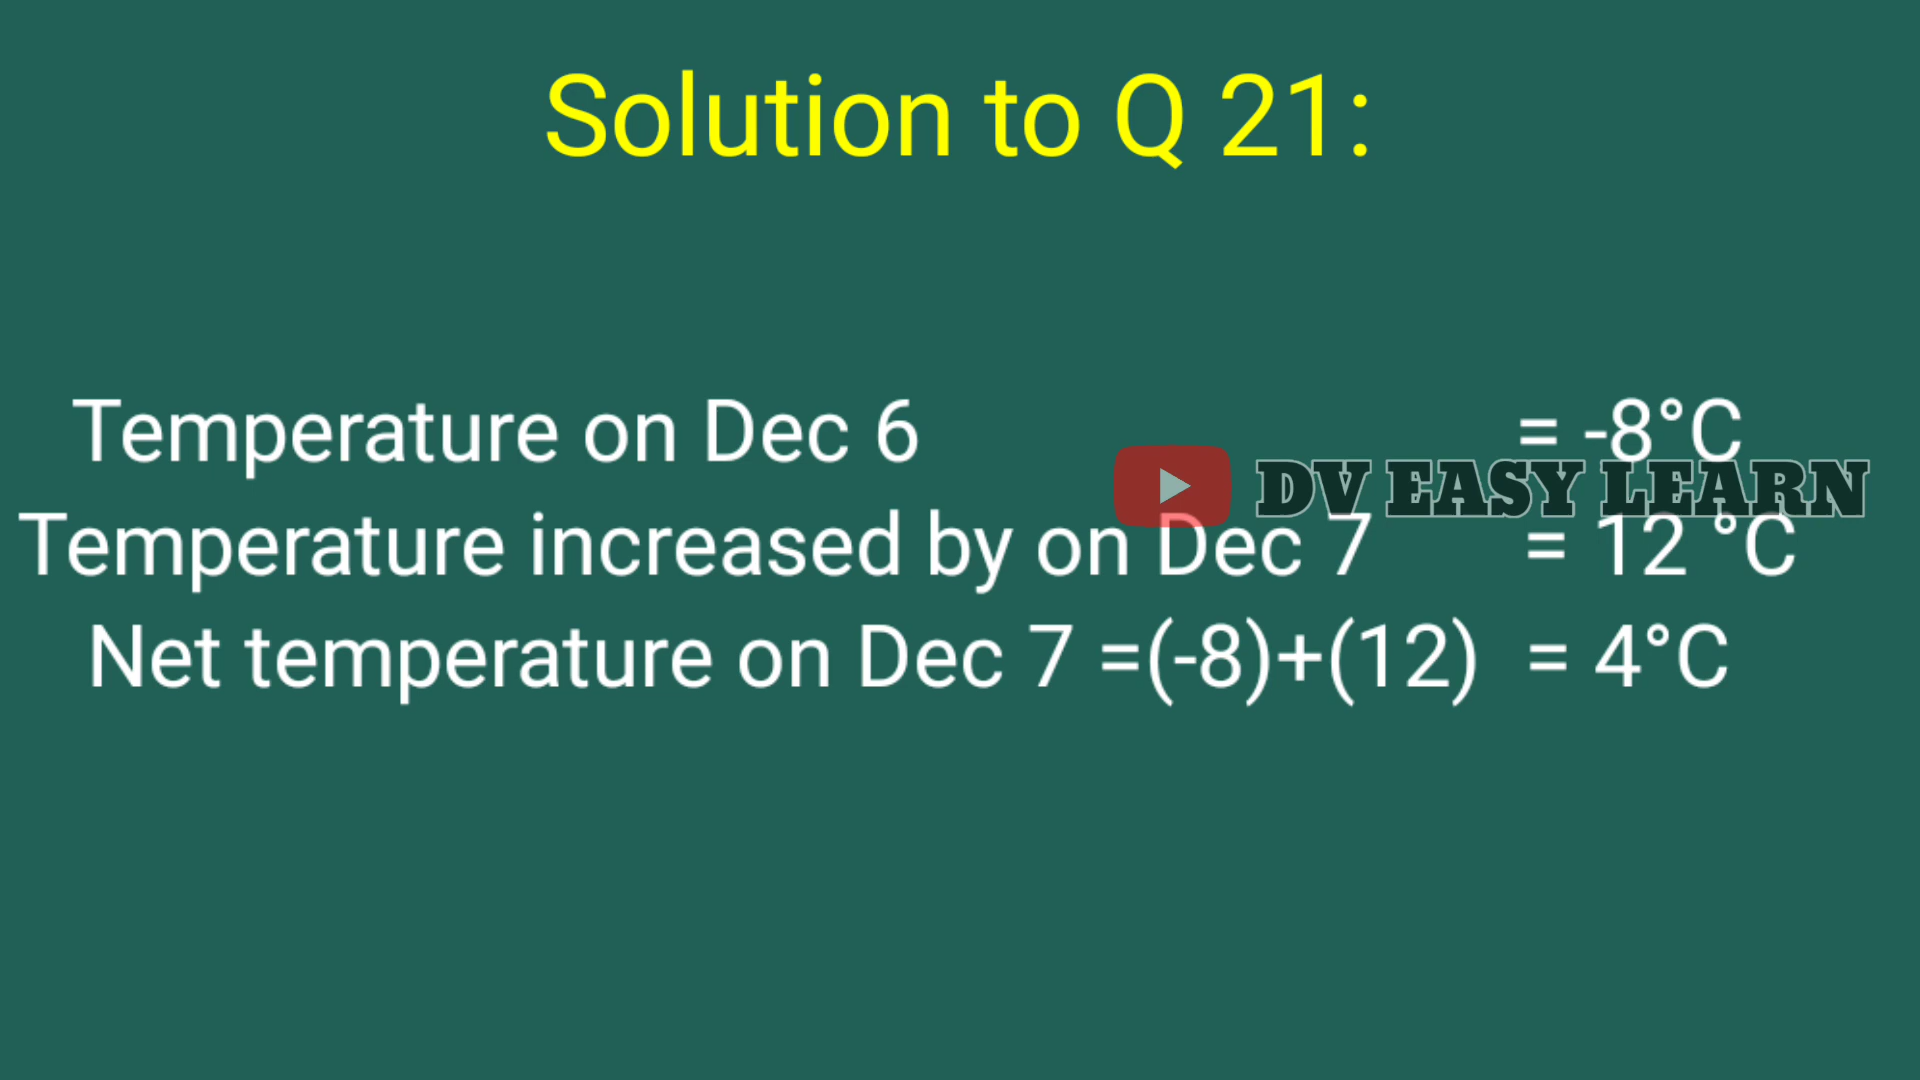 Solution to Q 21:
Temperature on Dec 6 = -8°C
DV EASY LEARN
Temperature increased by on Dec 7 = 12 °C
Net temperature on Dec 7 =(-8)+(12) = 4°C